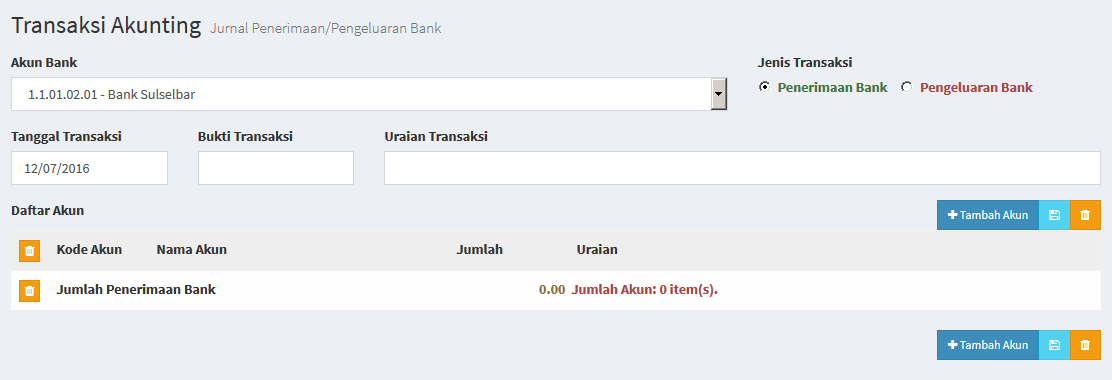 Transaksi Akunting Jurnal Penerimaan/Pengeluaran Bank
Akun Bank Jenis Transaksi
1.1.01.02.01 - Bank Sulselbar Penerimaan Bank Pengeluaran Bank
Tanggal Transaksi Bukti Transaksi Uraian Transaksi
12/07/2016
Daftar Akun Tambah Akun
Kode Akun Nama Akun Jumlah Uraian
Jumlah Penerimaan Bank 0.00 Jumlah Akun: 0 item(s).
Tambah Akun